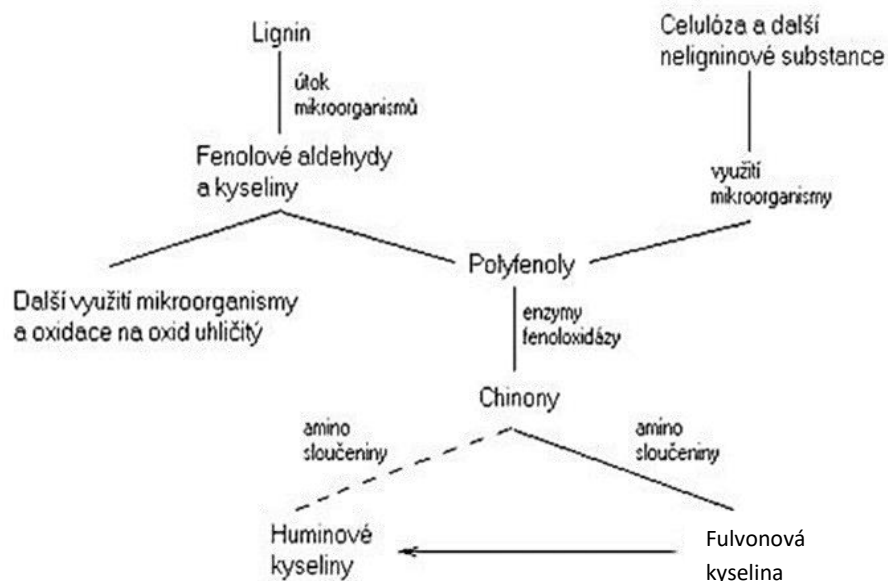 Lignin
Celulóza a další
neligninové substance
útok
mikroorganismů
Fenolové aldehydy
a kyseliny
využití
mikroorganismy
Polyfenoly
Další využití mikroorganismy
a oxidace na oxid uhličitý
enzymy
fenoloxidázy
Chinony
amino
sloučeniny
amino
sloučeniny
Huminové
kyseliny
Fulvonová
kyselina